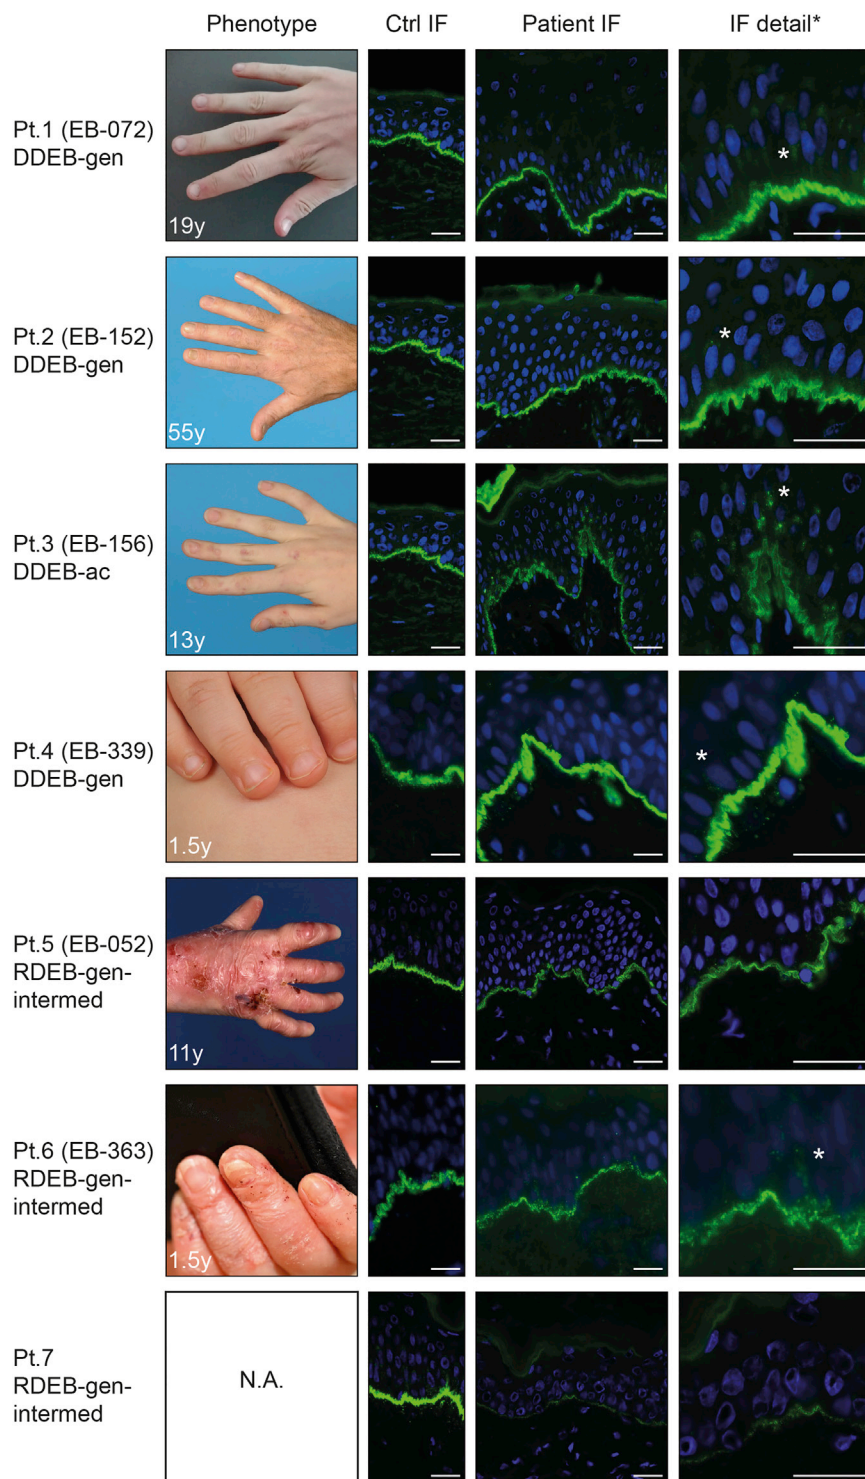 Phenotype Ctrl IF Patient IF IF detail*
Pt.1 (EB-072)
DDEB-gen
19y
*
Pt.2 (EB-152)
DDEB-gen
55y
*
Pt.3 (EB-156)
DDEB-ac
13y
*
Pt.4 (EB-339)
DDEB-gen
1.5y
*
Pt.5 (EB-052)
RDEB-gen-
intermed
11y
Pt.6 (EB-363)
RDEB-gen-
intermed
1.5y
*
Pt.7
RDEB-gen-
intermed
N.A.